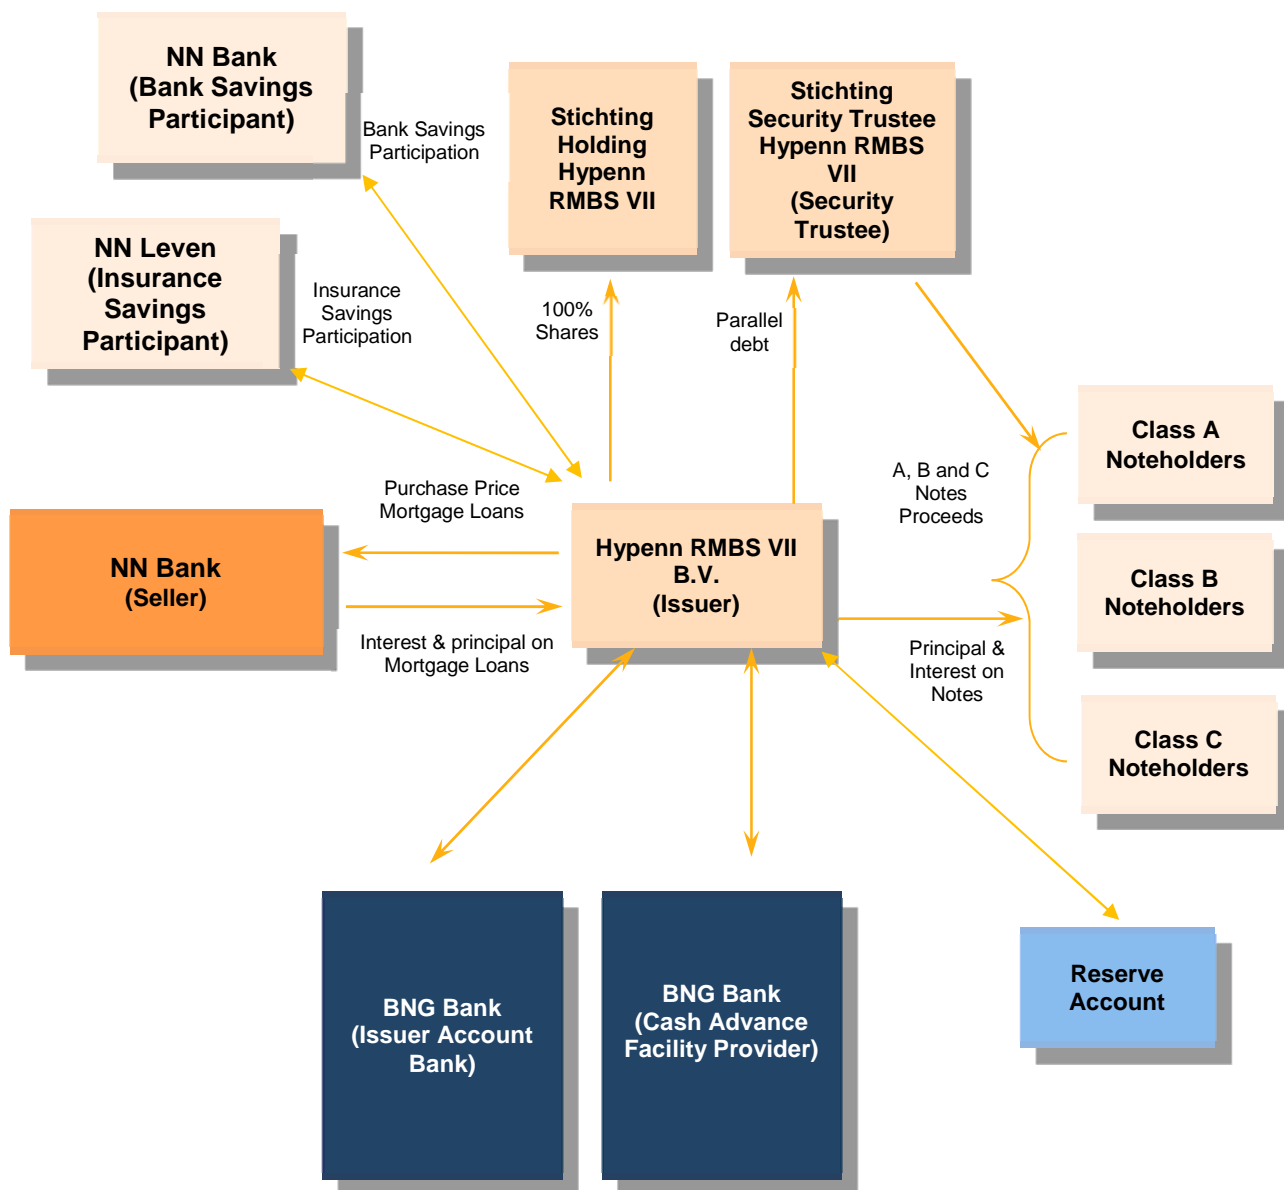 NN Bank
(Bank Savings
Participant)
Bank Savings
Participation
Stichting
Holding
Hypenn
RMBS VII
Stichting
Security Trustee
Hypenn RMBS
VII
(Security
Trustee)
NN Leven
(Insurance
Savings
Participant)
Insurance
Savings
Participation
100%
Shares
Parallel
debt
Class A
Noteholders
A, B and C
Notes
Proceeds
Purchase Price
Mortgage Loans
NN Bank
(Seller)
Hypenn RMBS VII
B.V.
(Issuer)
Class B
Noteholders
Interest & principal on
Mortgage Loans
Principal &
Interest on
Notes
Class C
Noteholders
BNG Bank
(Issuer Account
Bank)
BNG Bank
(Cash Advance
Facility Provider)
Reserve
Account